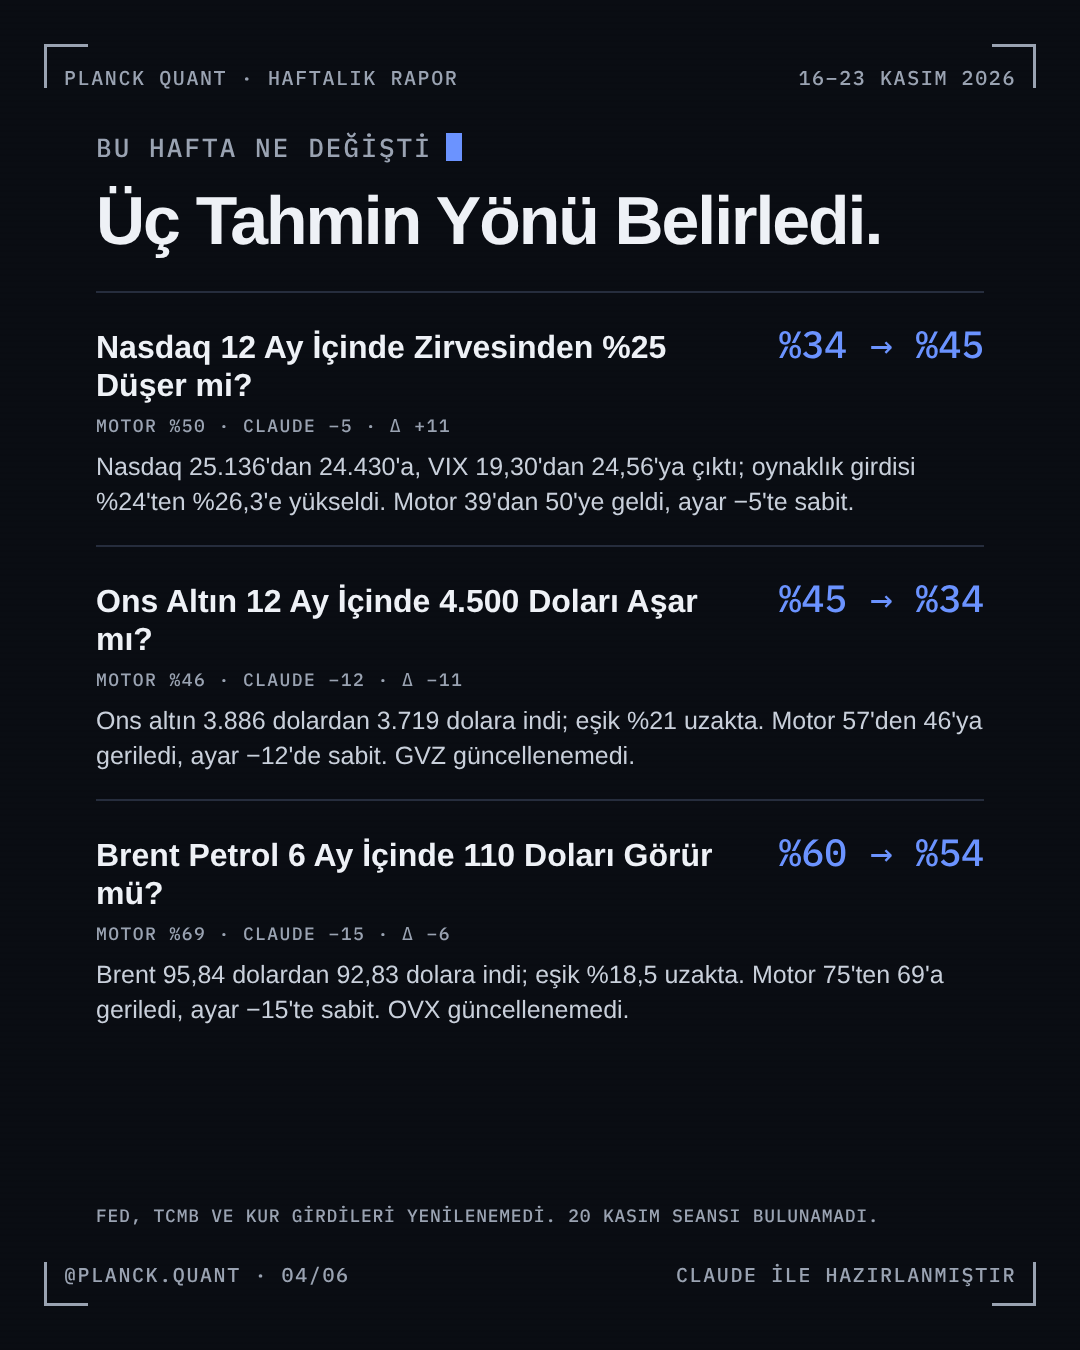 PLANCK QUANT · HAFTALIK RAPOR
16–23 KASIM 2026
BU HAFTA NE DEĞİŞTİ
Üç Tahmin Yönü Belirledi.
Nasdaq 12 Ay İçinde Zirvesinden %25
Düşer mi?
%34 → %45
MOTOR %50 · CLAUDE −5 · Δ +11
Nasdaq 25.136'dan 24.430'a, VIX 19,30'dan 24,56'ya çıktı; oynaklık girdisi
%24'ten %26,3'e yükseldi. Motor 39'dan 50'ye geldi, ayar −5'te sabit.
Ons Altın 12 Ay İçinde 4.500 Doları Aşar
mı?
%45 → %34
MOTOR %46 · CLAUDE −12 · Δ −11
Ons altın 3.886 dolardan 3.719 dolara indi; eşik %21 uzakta. Motor 57'den 46'ya
geriledi, ayar −12'de sabit. GVZ güncellenemedi.
Brent Petrol 6 Ay İçinde 110 Doları Görür
mü?
%60 → %54
MOTOR %69 · CLAUDE −15 · Δ −6
Brent 95,84 dolardan 92,83 dolara indi; eşik %18,5 uzakta. Motor 75'ten 69'a
geriledi, ayar −15'te sabit. OVX güncellenemedi.
FED, TCMB VE KUR GİRDİLERİ YENİLENEMEDİ. 20 KASIM SEANSI BULUNAMADI.
@PLANCK.QUANT · 04/06
CLAUDE İLE HAZIRLANMIŞTIR